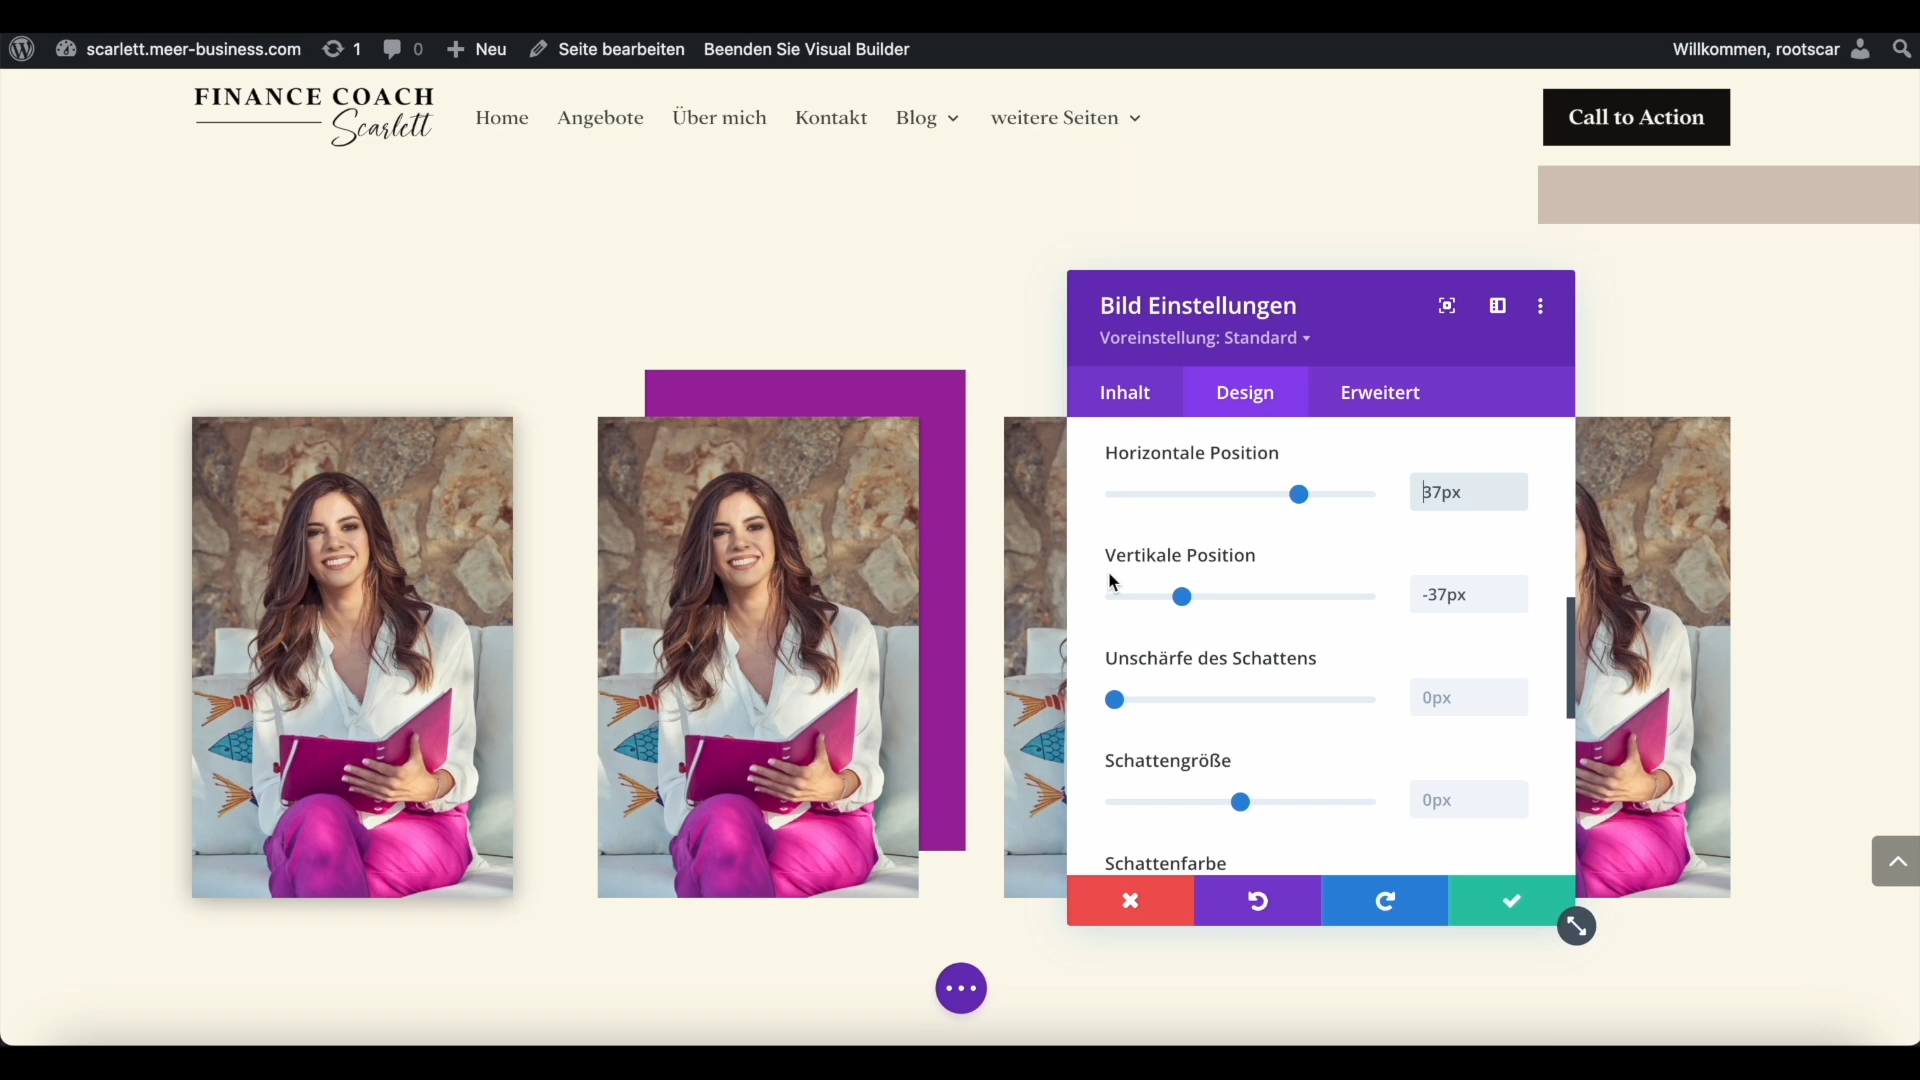 scarlett.meer-business.com 1 0 Neu Seite bearbeiten Beenden Sie Visual Builder Willkommen, rootscar
FINANCE COACH
Scarlett
Home Angebote Über mich Kontakt Blog weitere Seiten Call to Action
Bild Einstellungen
Voreinstellung: Standard
Inhalt Design Erweitert
Horizontale Position
37px
Vertikale Position
-37px
Unschärfe des Schattens
0px
Schattengröße
0px
Schattenfarbe